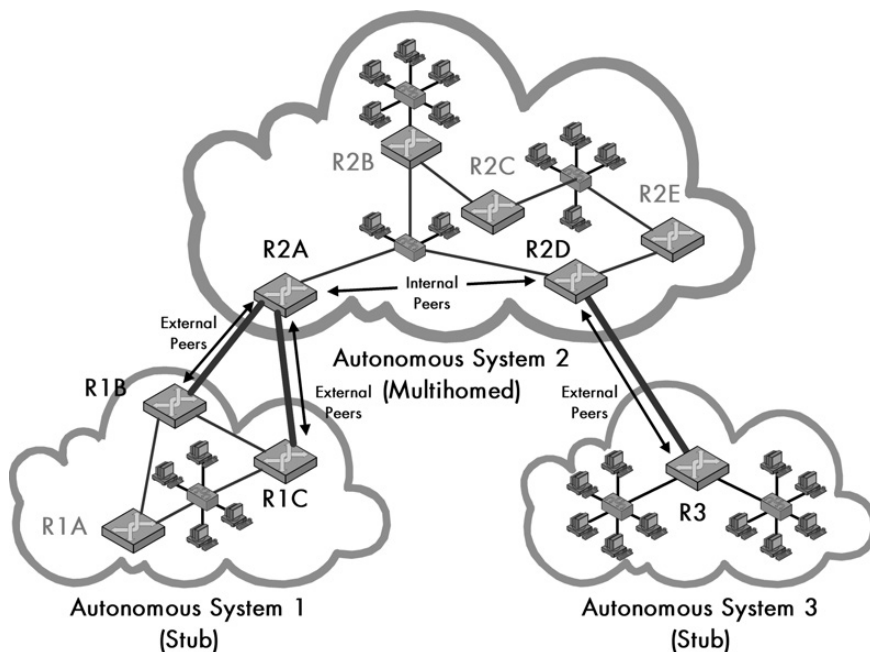 R2B
R2C
R2E
R2A
R2D
Internal
Peers
External
Peers
Autonomous System 2
(Multihomed)
R1B
External
Peers
External
Peers
R1A
R1C
R3
Autonomous System 1
(Stub)
Autonomous System 3
(Stub)